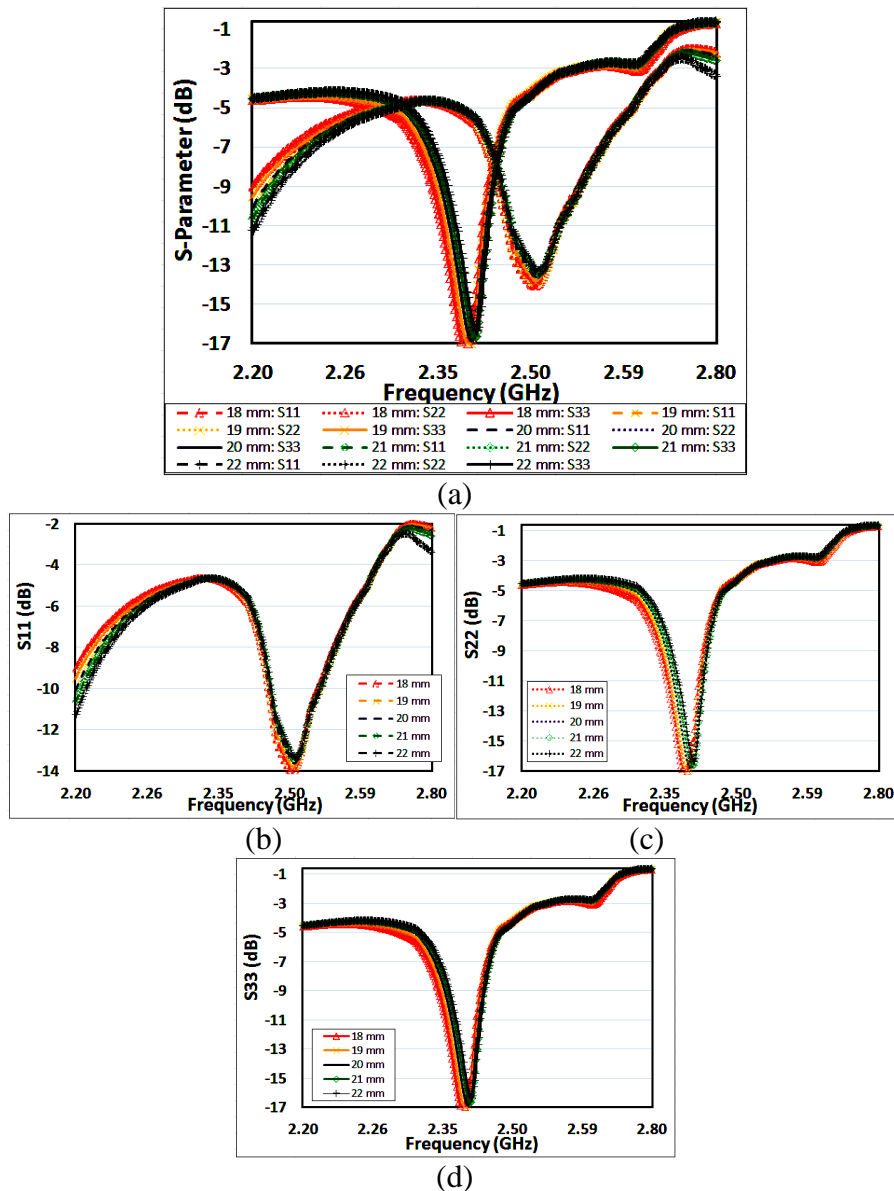 -1
-3
-5
-7
-9
-11
-13
-15
-17
S-Parameter (dB)
2.20 2.26 2.35 2.50 2.59 2.80
Frequency (GHz)
18 mm: S11 18 mm: S22 18 mm: S33 19 mm: S11
19 mm: S22 19 mm: S33 20 mm: S11 20 mm: S22
20 mm: S33 21 mm: S11 21 mm: S22 21 mm: S33
22 mm: S11 22 mm: S22 22 mm: S33
(a)
-2
-4
-6
-8
-10
-12
-14
S11 (dB)
18 mm
19 mm
20 mm
21 mm
22 mm
2.20 2.26 2.35 2.50 2.59 2.80
Frequency (GHz)
(b)
-1
-3
-5
-7
-9
-11
-13
-15
-17
S22 (dB)
18 mm
19 mm
20 mm
21 mm
22 mm
2.20 2.26 2.35 2.50 2.59 2.80
Frequency (GHz)
(c)
-1
-3
-5
-7
-9
-11
-13
-15
-17
S33 (dB)
18 mm
19 mm
20 mm
21 mm
22 mm
2.20 2.26 2.35 2.50 2.59 2.80
Frequency (GHz)
(d)